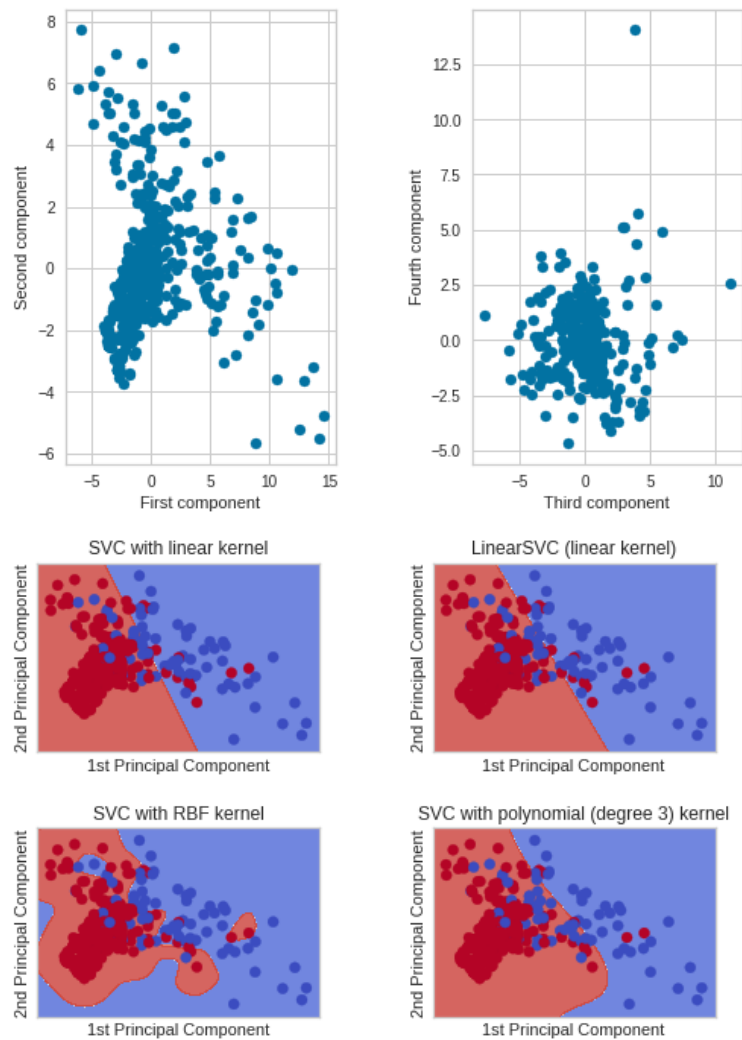 8
6
4
2
0
−2
−4
−6
Second component
−5
0
5
10
15
First component
12.5
10.0
7.5
5.0
2.5
0.0
−2.5
−5.0
Fourth component
−5
0
5
10
Third component
SVC with linear kernel
2nd Principal Component
1st Principal Component
LinearSVC (linear kernel)
2nd Principal Component
1st Principal Component
SVC with RBF kernel
2nd Principal Component
1st Principal Component
SVC with polynomial (degree 3) kernel
2nd Principal Component
1st Principal Component